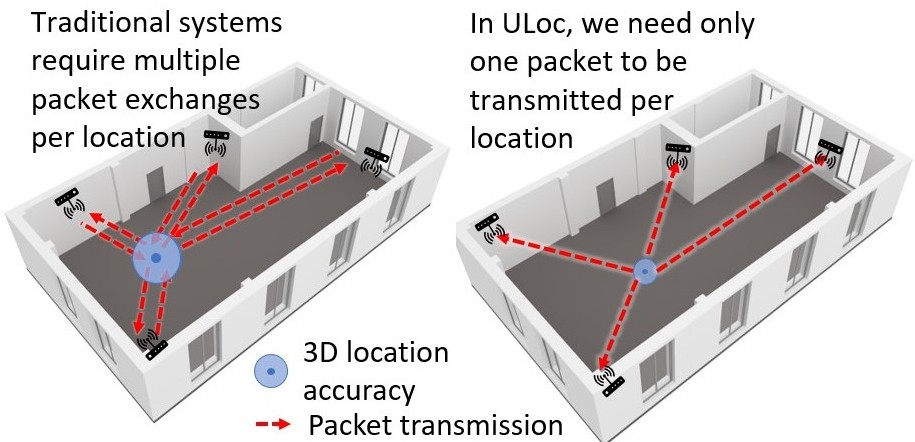 Traditional systems
require multiple
packet exchanges
per location
In ULoc, we need only
one packet to be
transmitted per
location
3D location
accuracy
Packet transmission